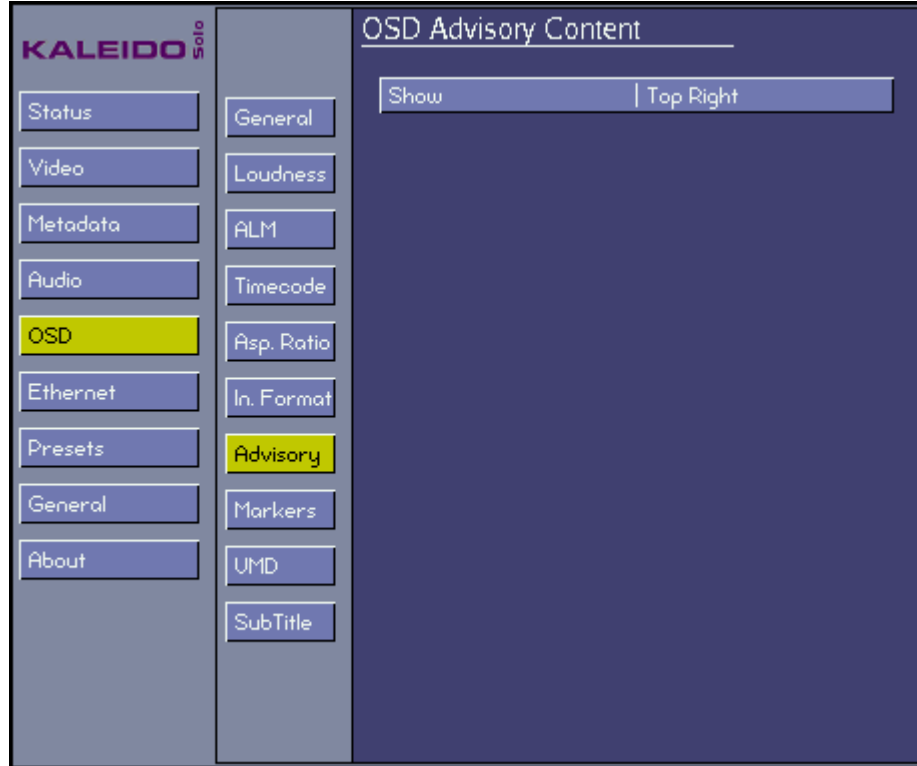 KALEIDO Solo
Status
Video
Metadata
Audio
OSD
Ethernet
Presets
General
About
General
Loudness
ALM
Timecode
Asp. Ratio
In. Format
Advisory
Markers
UMD
SubTitle
OSD Advisory Content
Show | Top Right